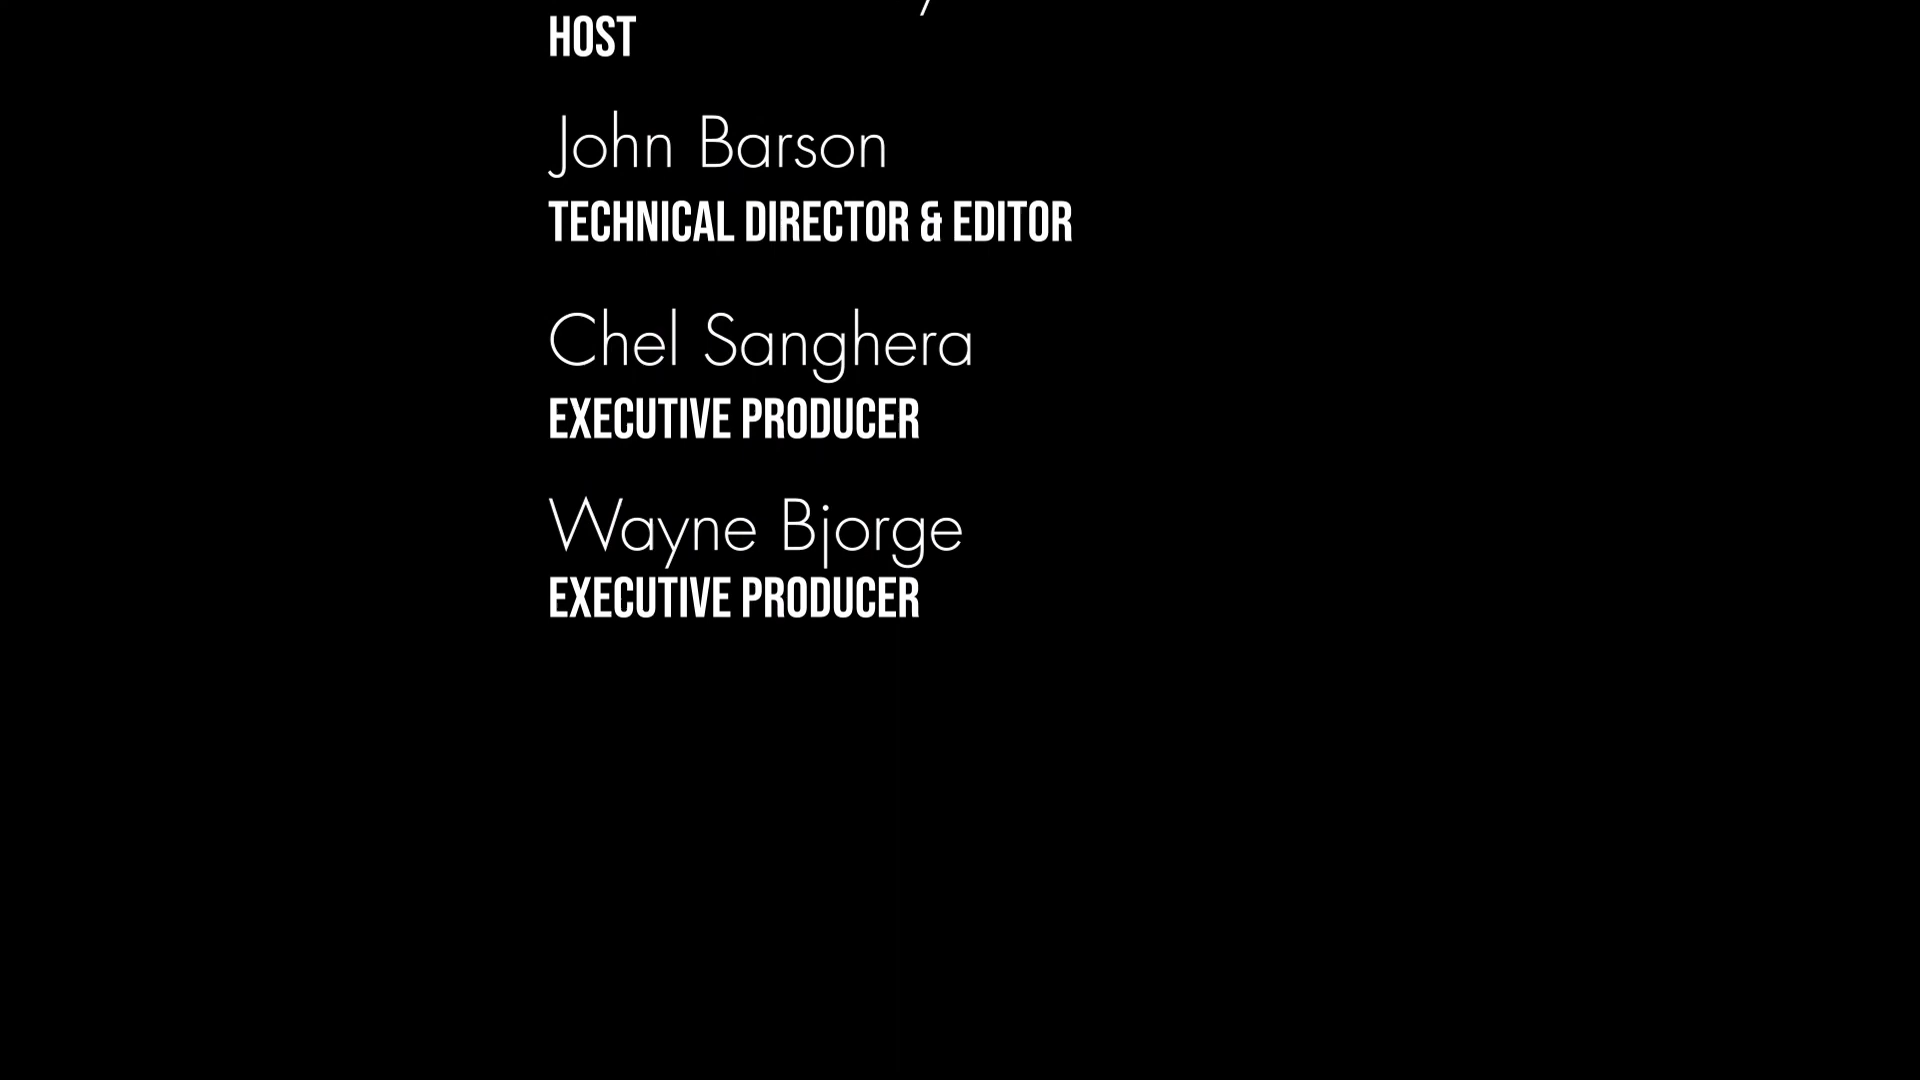 HOST
John Barson
TECHNICAL DIRECTOR & EDITOR
Chel Sanghera
EXECUTIVE PRODUCER
Wayne Bjorge
EXECUTIVE PRODUCER